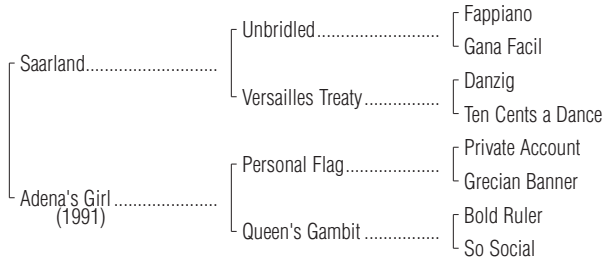 Fappiano
Unbridled
Gana Facil
Saarland
Danzig
Versailles Treaty
Ten Cents a Dance
Private Account
Personal Flag
Grecian Banner
Adena's Girl
(1991)
Bold Ruler
Queen's Gambit
So Social